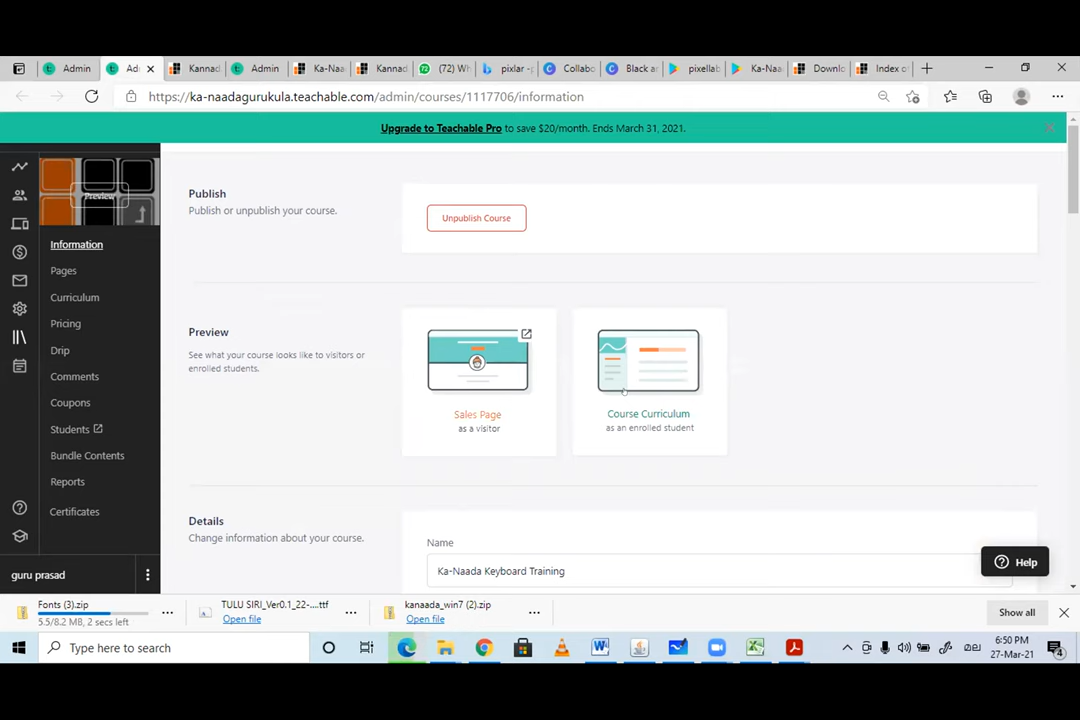 Admin
Ad
Kannad
Admin
Ka-Naa
Kannad
(72) Wh
pixlar -
Collabo
Black a
pixellab
Ka-Naa
Downlo
Index o
https://ka-naadagurukula.teachable.com/admin/courses/1117706/information
Upgrade to Teachable Pro to save $20/month. Ends March 31, 2021.
Preview
Information
Pages
Curriculum
Pricing
Drip
Comments
Coupons
Students
Bundle Contents
Reports
Certificates
guru prasad
Publish
Publish or unpublish your course.
Unpublish Course
Preview
See what your course looks like to visitors or
enrolled students.
Sales Page
as a visitor
Course Curriculum
as an enrolled student
Details
Change information about your course.
Name
Ka-Naada Keyboard Training
Help
Fonts (3).zip
5.5/8.2 MB, 2 secs left
TULU SIRI_Ver0.1_22-....ttf
Open file
kanaada_win7 (2).zip
Open file
Show all
Type here to search
മല
6:50 PM
27-Mar-21
4